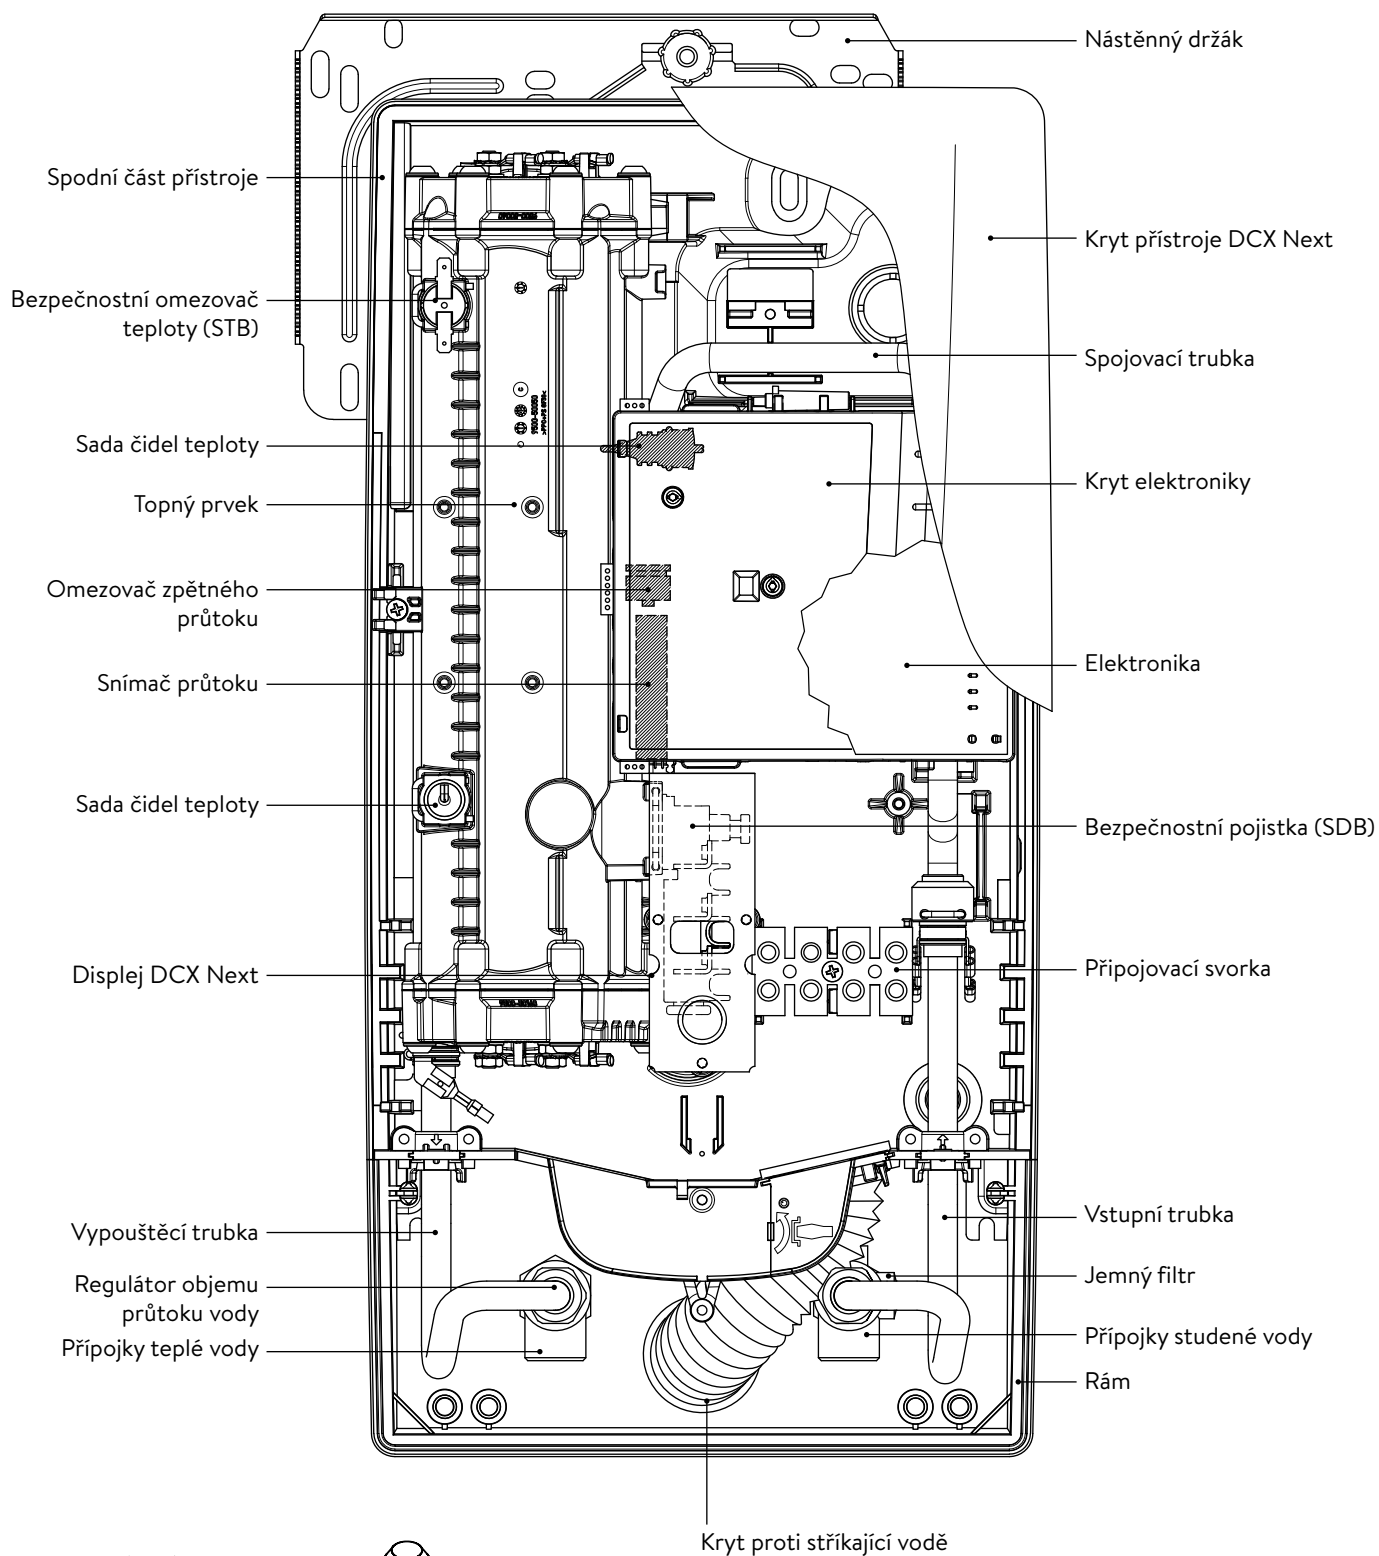 Nástěnný držák
Spodní část přístroje
Kryt přístroje DCX Next
Bezpečnostní omezovač
teploty (STB)
Spojovací trubka
Sada čidel teploty
Kryt elektroniky
Topný prvek
Omezovač zpětného
průtoku
Elektronika
Snímač průtoku
Sada čidel teploty
Bezpečnostní pojistka (SDB)
Displej DCX Next
Připojovací svorka
Vypouštěcí trubka
Vstupní trubka
Regulátor objemu
průtoku vody
Jemný filtr
Přípojky teplé vody
Přípojky studené vody
Rám
Kryt proti stříkající vodě